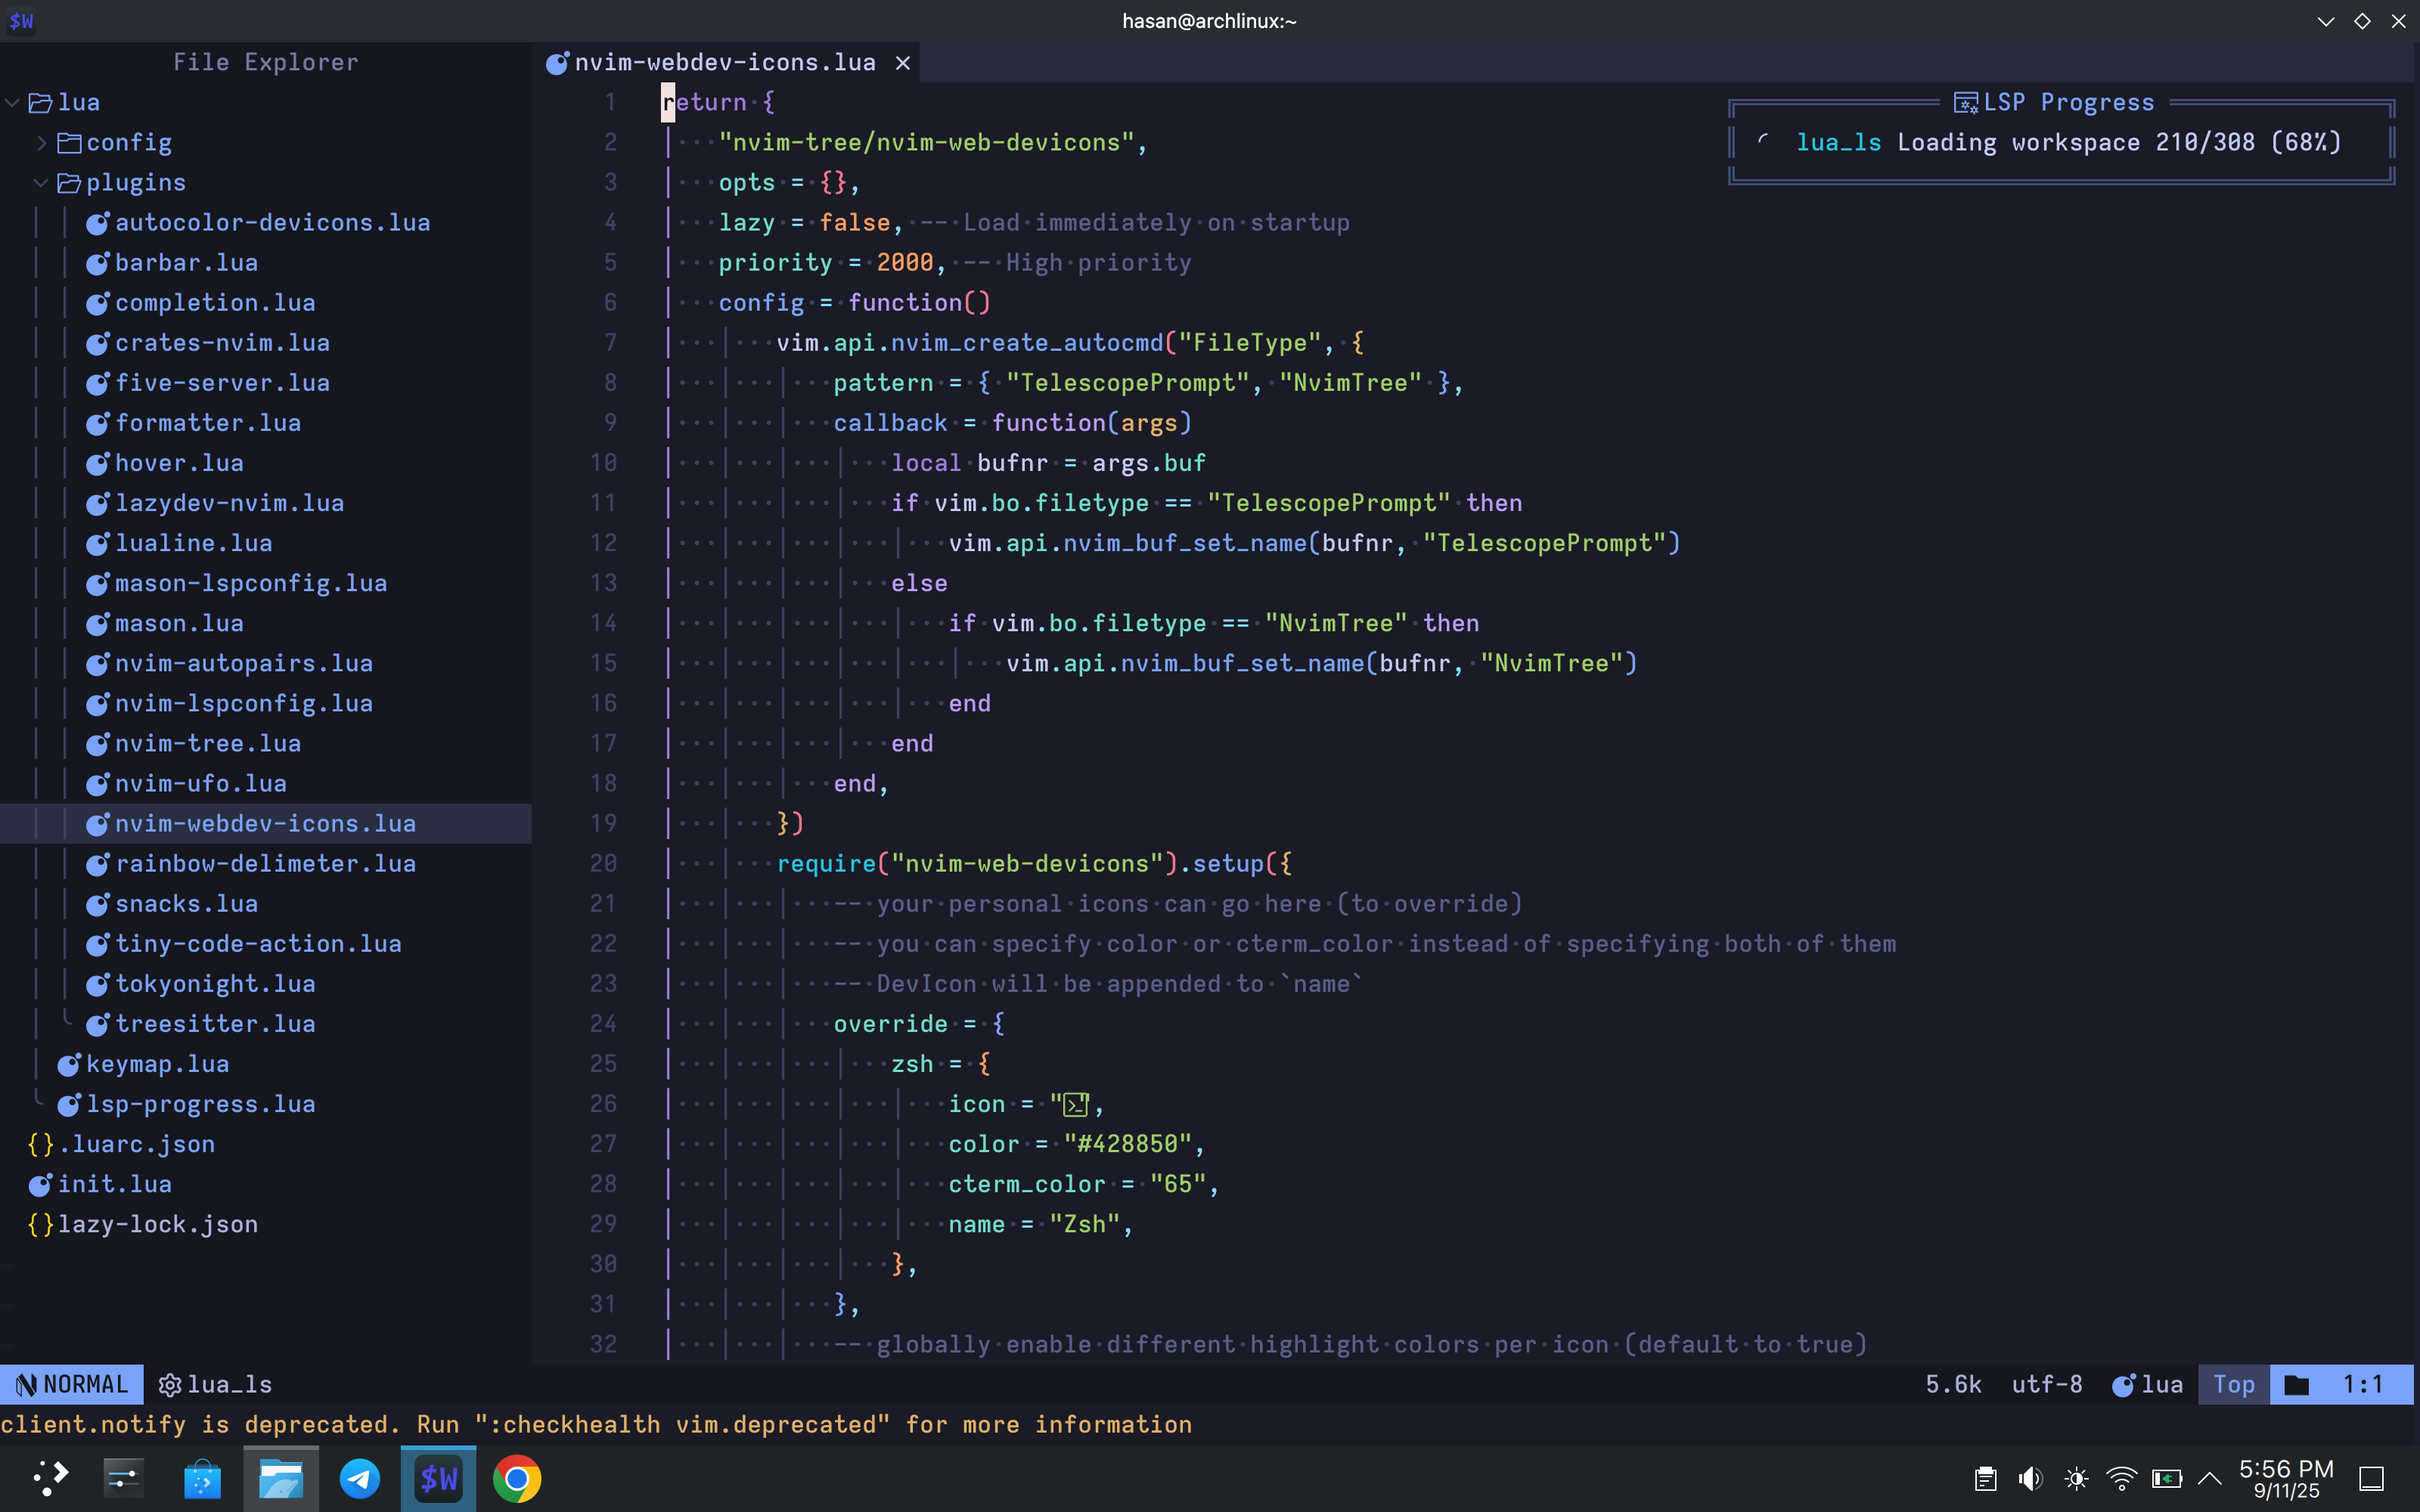 $W
hasan@archlinux:~
File Explorer
nvim-webdev-icons.lua ×
lua
config
plugins
autocolor-devicons.lua
barbar.lua
completion.lua
crates-nvim.lua
five-server.lua
formatter.lua
hover.lua
lazydev-nvim.lua
lualine.lua
mason-lspconfig.lua
mason.lua
nvim-autopairs.lua
nvim-lspconfig.lua
nvim-tree.lua
nvim-ufo.lua
nvim-webdev-icons.lua
rainbow-delimeter.lua
snacks.lua
tiny-code-action.lua
tokyonight.lua
treesitter.lua
keymap.lua
lsp-progress.lua
{}.luarc.json
init.lua
{}lazy-lock.json
1 return {
2 "nvim-tree/nvim-web-devicons",
3 opts = {},
4 lazy = false, -- Load immediately on startup
5 priority = 2000, -- High priority
6 config = function()
7 vim.api.nvim_create_autocmd("FileType", {
8 pattern = { "TelescopePrompt", "NvimTree" },
9 callback = function(args)
10 local bufnr = args.buf
11 if vim.bo.filetype == "TelescopePrompt" then
12 vim.api.nvim_buf_set_name(bufnr, "TelescopePrompt")
13 else
14 if vim.bo.filetype == "NvimTree" then
15 vim.api.nvim_buf_set_name(bufnr, "NvimTree")
16 end
17 end
18 end,
19 })
20 require("nvim-web-devicons").setup({
21 -- your personal icons can go here (to override)
22 -- you can specify color or cterm_color instead of specifying both of them
23 -- DevIcon will be appended to `name`
24 override = {
25 zsh = {
26 icon = "",
27 color = "#428850",
28 cterm_color = "65",
29 name = "Zsh",
30 },
31 },
32 -- globally enable different highlight colors per icon (default to true)
LSP Progress
lua_ls Loading workspace 210/308 (68%)
NORMAL lua_ls 5.6k utf-8 lua Top 1:1
client.notify is deprecated. Run ":checkhealth vim.deprecated" for more information
$W
5:56 PM
9/11/25